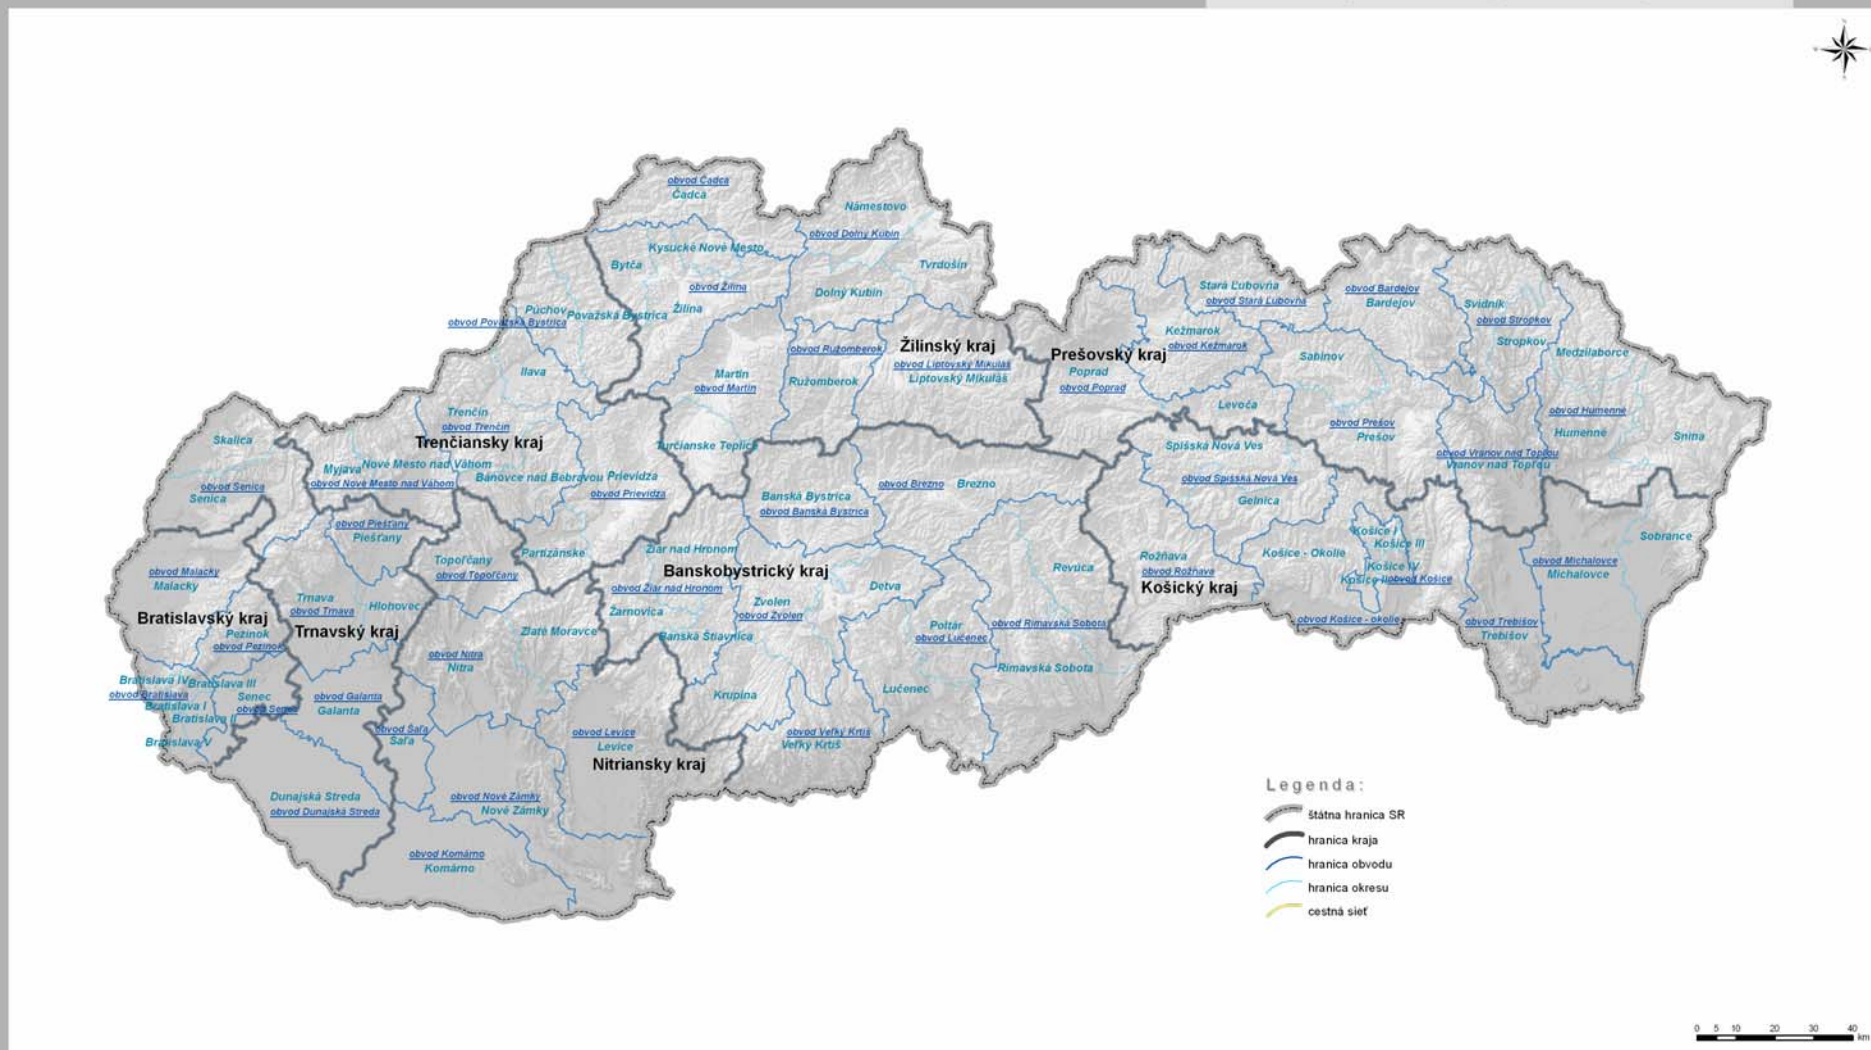 obvod Čadca
Čadca
Námestovo
obvod Dolný Kubín
Kysucké Nové Mesto
Bytča
Tvrdošín
obvod Žilina
Dolný Kubín
Žilina
Púchov
Považská Bystrica
obvod Považská Bystrica
Stará Ľubovňa
obvod Stará Ľubovňa
obvod Bardejov
Bardejov
Svidník
obvod Stropkov
Stropkov
Medzilaborce
Kežmarok
obvod Kežmarok
Sabinov
Žilinský kraj
obvod Ružomberok
obvod Liptovský Mikuláš
Liptovský Mikuláš
Ružomberok
Prešovský kraj
Poprad
obvod Poprad
Ilava
Martin
obvod Martin
Levoča
obvod Prešov
Prešov
obvod Humenné
Humenné
Snina
Trenčín
obvod Trenčín
Trenčiansky kraj
Skalica
Turčianske Teplice
Spišská Nová Ves
obvod Vranov nad Topľou
Vranov nad Topľou
Myjava
Nové Mesto nad Váhom
obvod Nové Mesto nad Váhom
Bánovce nad Bebravou
Prievidza
obvod Prievidza
obvod Senica
Senica
Banská Bystrica
obvod Banská Bystrica
obvod Brezno
Brezno
obvod Spišská Nová Ves
Gelnica
obvod Piešťany
Piešťany
Košice I
Košice III
Sobrance
Topoľčany
obvod Topoľčany
Partizánske
Žiar nad Hronom
Banskobystrický kraj
obvod Žiar nad Hronom
Detva
Revúca
Rožňava
obvod Rožňava
Košický kraj
Košice - Okolie
Košice IV
Košice II
obvod Košice
obvod Michalovce
Michalovce
obvod Malacky
Malacky
Bratislavský kraj
Trnava
obvod Trnava
Hlohovec
Trnavský kraj
Žarnovica
Zvolen
obvod Zvolen
Banská Štiavnica
Zlaté Moravce
Poltár
obvod Lučenec
obvod Rimavská Sobota
Rimavská Sobota
obvod Košice - okolie
obvod Trebišov
Trebišov
Pezinok
obvod Pezinok
obvod Nitra
Nitra
Bratislava IV
Bratislava III
obvod Bratislava
Senec
obvod Senec
Bratislava I
Bratislava II
Bratislava V
obvod Galanta
Galanta
Krupina
Lučenec
obvod Šaľa
Šaľa
obvod Levice
Levice
Nitriansky kraj
obvod Veľký Krtíš
Veľký Krtíš
Dunajská Streda
obvod Dunajská Streda
obvod Nové Zámky
Nové Zámky
obvod Komárno
Komárno
Legenda:
štátna hranica SR
hranica kraja
hranica obvodu
hranica okresu
cestná sieť
0 5 10 20 30 40
km